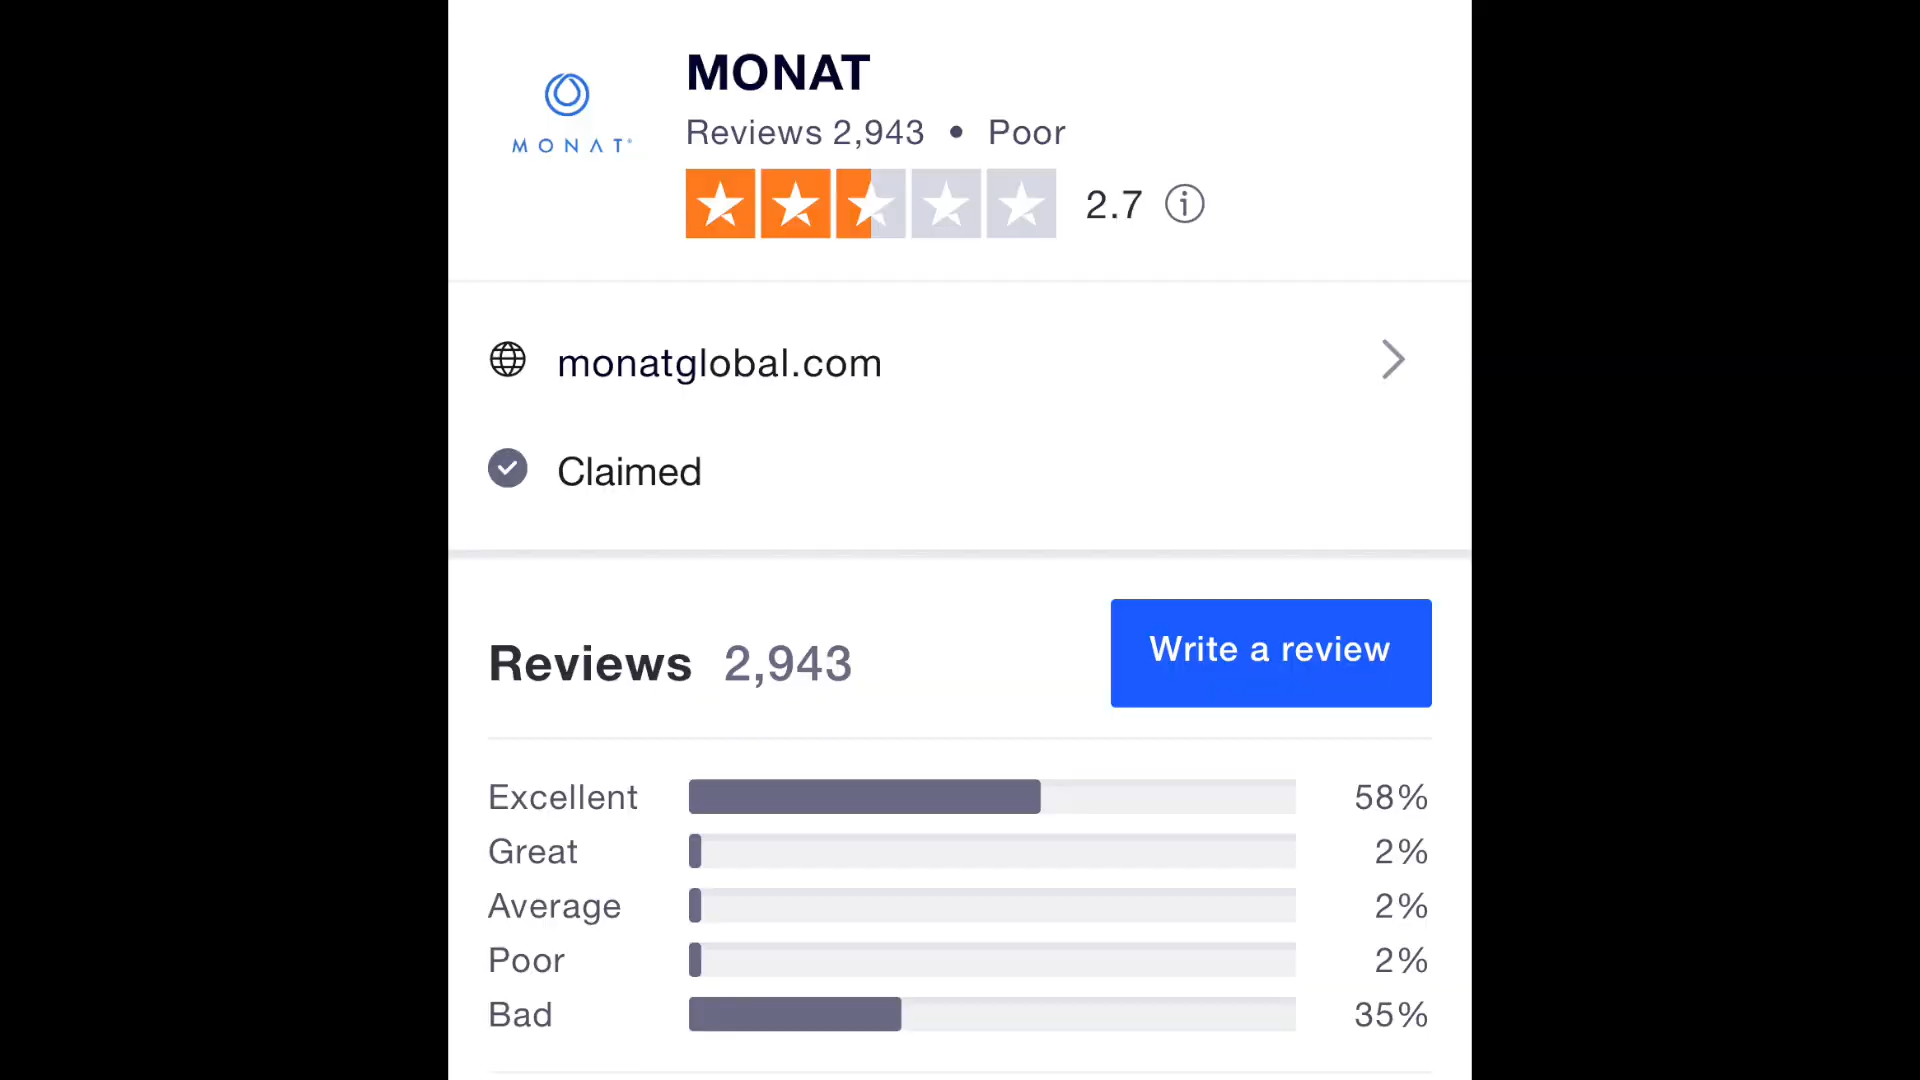 MONAT
MONAT
Reviews 2,943 • Poor
2.7
monatglobal.com
Claimed
Reviews 2,943
Write a review
Excellent 58%
Great 2%
Average 2%
Poor 2%
Bad 35%